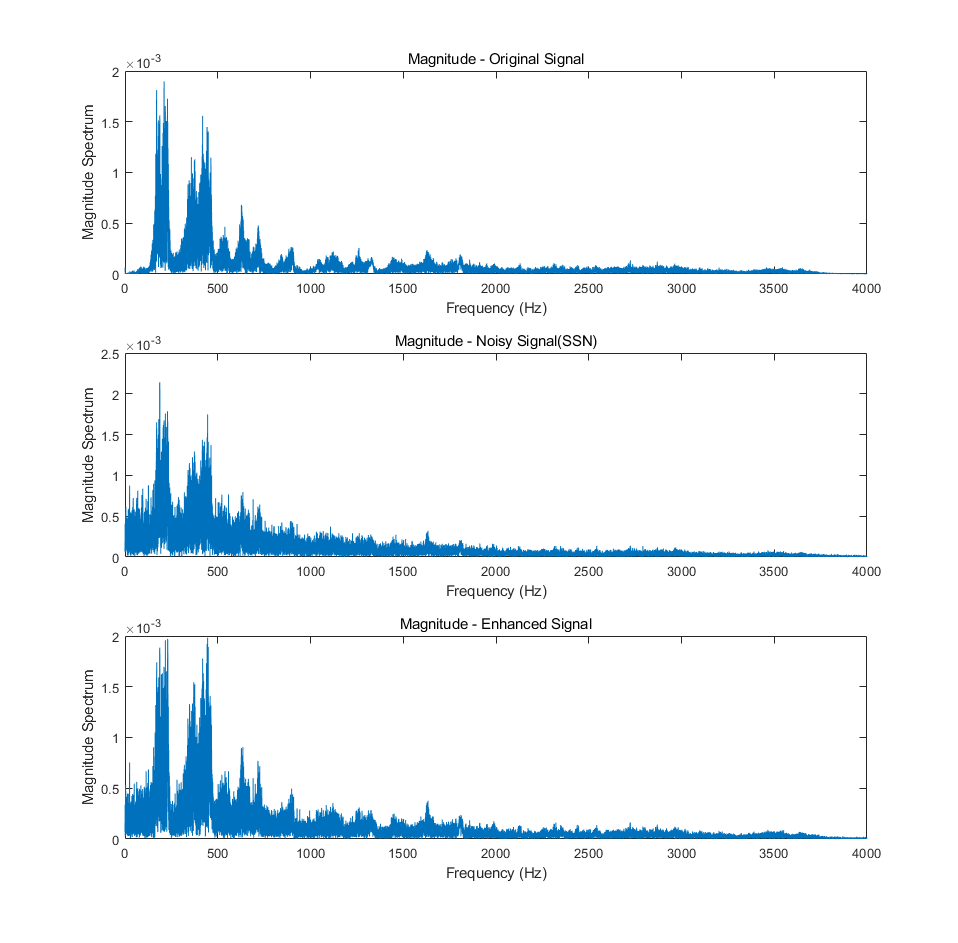 Magnitude - Original Signal
×10-3
2
1.5
1
0.5
0
Magnitude Spectrum
0 500 1000 1500 2000 2500 3000 3500 4000
Frequency (Hz)
Magnitude - Noisy Signal(SSN)
×10-3
2.5
2
1.5
1
0.5
0
Magnitude Spectrum
0 500 1000 1500 2000 2500 3000 3500 4000
Frequency (Hz)
Magnitude - Enhanced Signal
×10-3
2
1.5
1
0.5
0
Magnitude Spectrum
0 500 1000 1500 2000 2500 3000 3500 4000
Frequency (Hz)